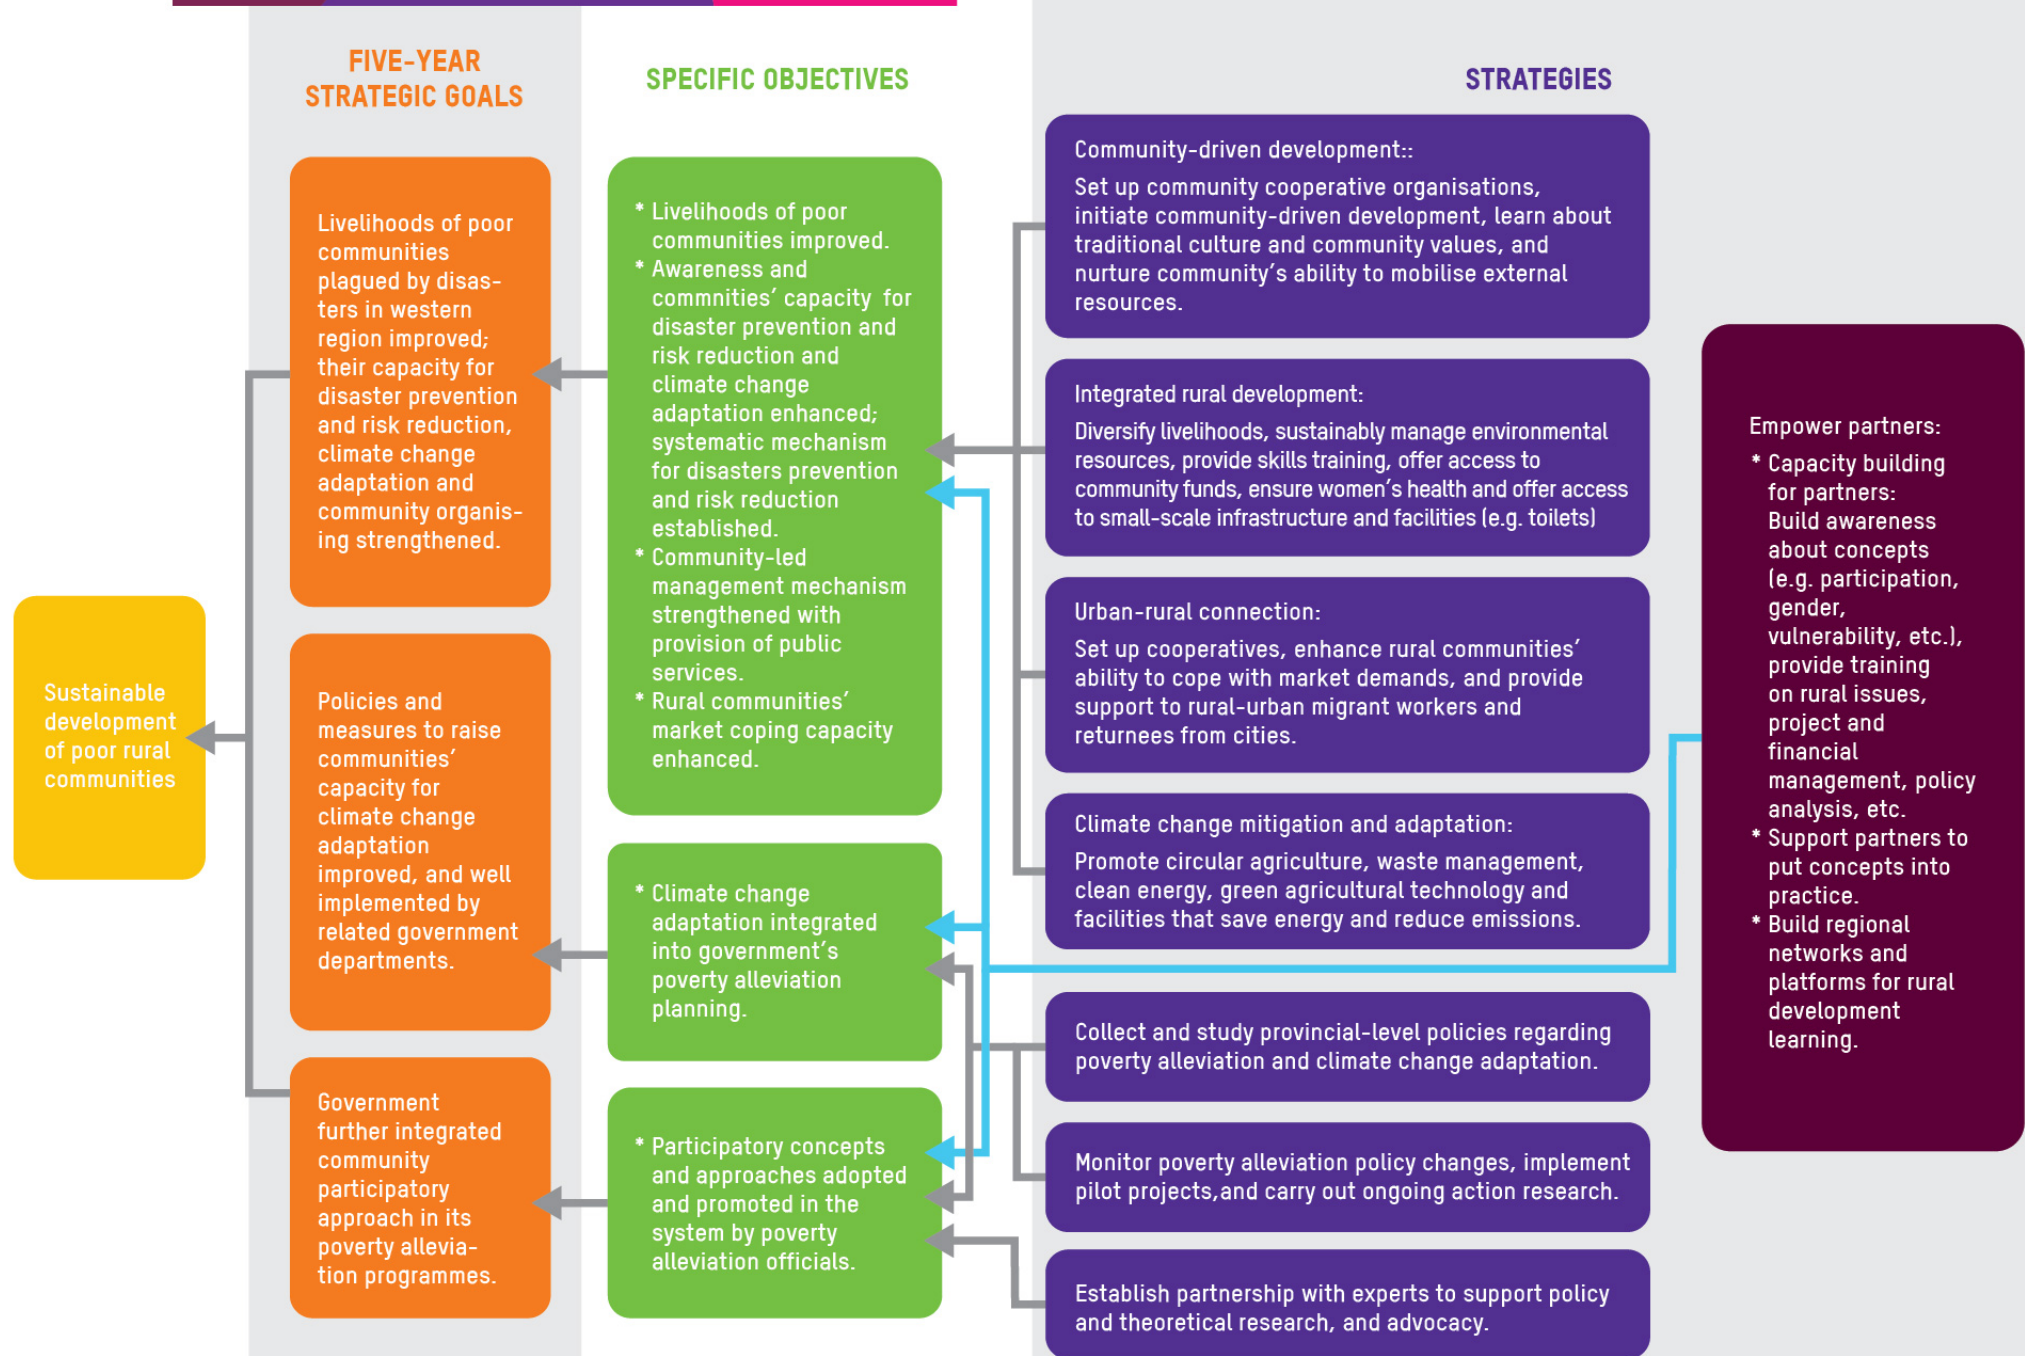 FIVE-YEAR
STRATEGIC GOALS
SPECIFIC OBJECTIVES
STRATEGIES
Sustainable
development
of poor rural
communities
Livelihoods of poor
communities
plagued by disas-
ters in western
region improved;
their capacity for
disaster prevention
and risk reduction,
climate change
adaptation and
community organis-
ing strengthened.
Policies and
measures to raise
communities’
capacity for
climate change
adaptation
improved, and well
implemented by
related government
departments.
Government
further integrated
community
participatory
approach in its
poverty allevia-
tion programmes.
* Livelihoods of poor
communities improved.
* Awareness and
commnities’ capacity for
disaster prevention and
risk reduction and
climate change
adaptation enhanced;
systematic mechanism
for disasters prevention
and risk reduction
established.
* Community-led
management mechanism
strengthened with
provision of public
services.
* Rural communities’
market coping capacity
enhanced.
* Climate change
adaptation integrated
into government’s
poverty alleviation
planning.
* Participatory concepts
and approaches adopted
and promoted in the
system by poverty
alleviation officials.
Community-driven development::
Set up community cooperative organisations,
initiate community-driven development, learn about
traditional culture and community values, and
nurture community’s ability to mobilise external
resources.
Integrated rural development:
Diversify livelihoods, sustainably manage environmental
resources, provide skills training, offer access to
community funds, ensure women’s health and offer access
to small-scale infrastructure and facilities (e.g. toilets)
Urban-rural connection:
Set up cooperatives, enhance rural communities’
ability to cope with market demands, and provide
support to rural-urban migrant workers and
returnees from cities.
Climate change mitigation and adaptation:
Promote circular agriculture, waste management,
clean energy, green agricultural technology and
facilities that save energy and reduce emissions.
Collect and study provincial-level policies regarding
poverty alleviation and climate change adaptation.
Monitor poverty alleviation policy changes, implement
pilot projects,and carry out ongoing action research.
Establish partnership with experts to support policy
and theoretical research, and advocacy.
Empower partners:
* Capacity building
for partners:
Build awareness
about concepts
(e.g. participation,
gender,
vulnerability, etc.),
provide training
on rural issues,
project and
financial
management, policy
analysis, etc.
* Support partners to
put concepts into
practice.
* Build regional
networks and
platforms for rural
development
learning.